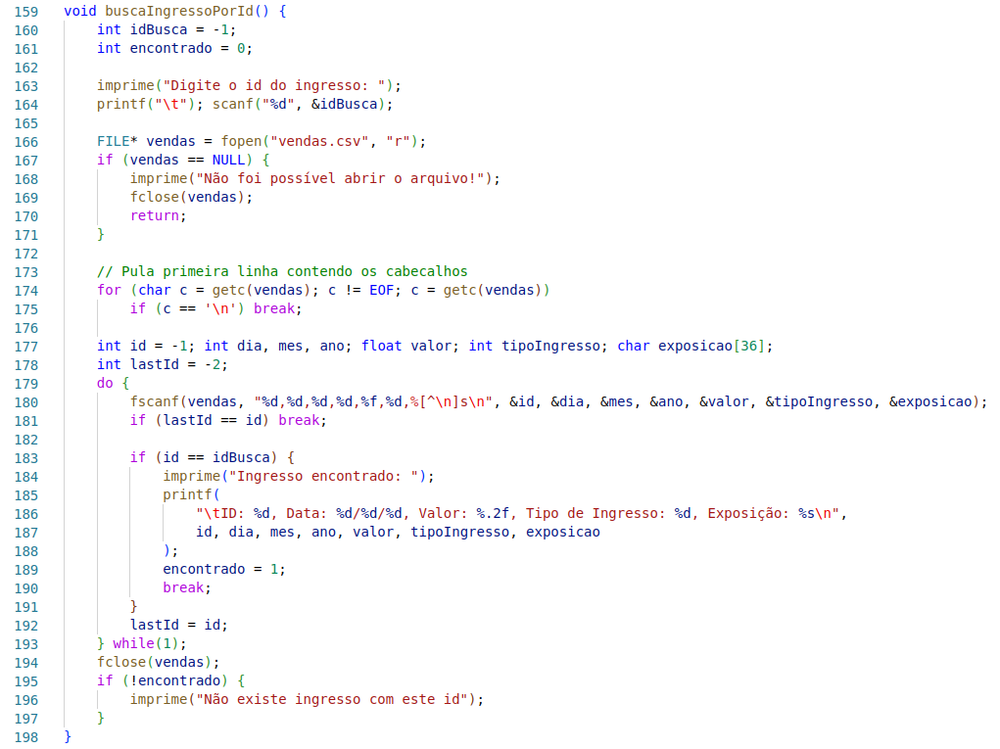 159 void buscaIngressoPorId() {
160     int idBusca = -1;
161     int encontrado = 0;
162
163     imprime("Digite o id do ingresso: ");
164     printf("\t"); scanf("%d", &idBusca);
165
166     FILE* vendas = fopen("vendas.csv", "r");
167     if (vendas == NULL) {
168         imprime("Não foi possível abrir o arquivo!");
169         fclose(vendas);
170         return;
171     }
172
173     // Pula primeira linha contendo os cabecalhos
174     for (char c = getc(vendas); c != EOF; c = getc(vendas))
175         if (c == '\n') break;
176
177     int id = -1; int dia, mes, ano; float valor; int tipoIngresso; char exposicao[36];
178     int lastId = -2;
179     do {
180         fscanf(vendas, "%d,%d,%d,%d,%f,%d,%[^\n]s\n", &id, &dia, &mes, &ano, &valor, &tipoIngresso, &exposicao);
181         if (lastId == id) break;
182
183         if (id == idBusca) {
184             imprime("Ingresso encontrado: ");
185             printf(
186                 "\tID: %d, Data: %d/%d/%d, Valor: %.2f, Tipo de Ingresso: %d, Exposição: %s\n",
187                 id, dia, mes, ano, valor, tipoIngresso, exposicao
188             );
189             encontrado = 1;
190             break;
191         }
192         lastId = id;
193     } while(1);
194     fclose(vendas);
195     if (!encontrado) {
196         imprime("Não existe ingresso com este id");
197     }
198 }